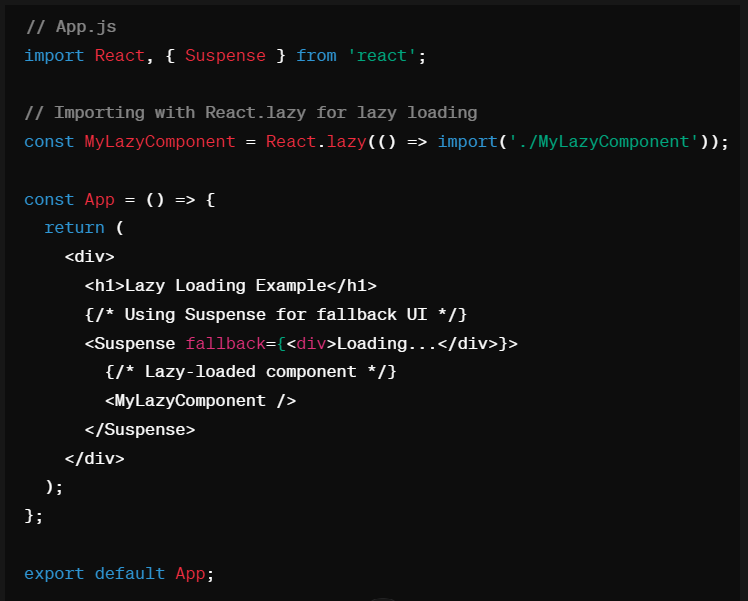 // App.js
import React, { Suspense } from 'react';
// Importing with React.lazy for lazy loading
const MyLazyComponent = React.lazy(() => import('./MyLazyComponent'));
const App = () => {
return (
<div>
<h1>Lazy Loading Example</h1>
{/* Using Suspense for fallback UI */}
<Suspense fallback={<div>Loading...</div>}>
{/* Lazy-loaded component */}
<MyLazyComponent />
</Suspense>
</div>
);
};
export default App;